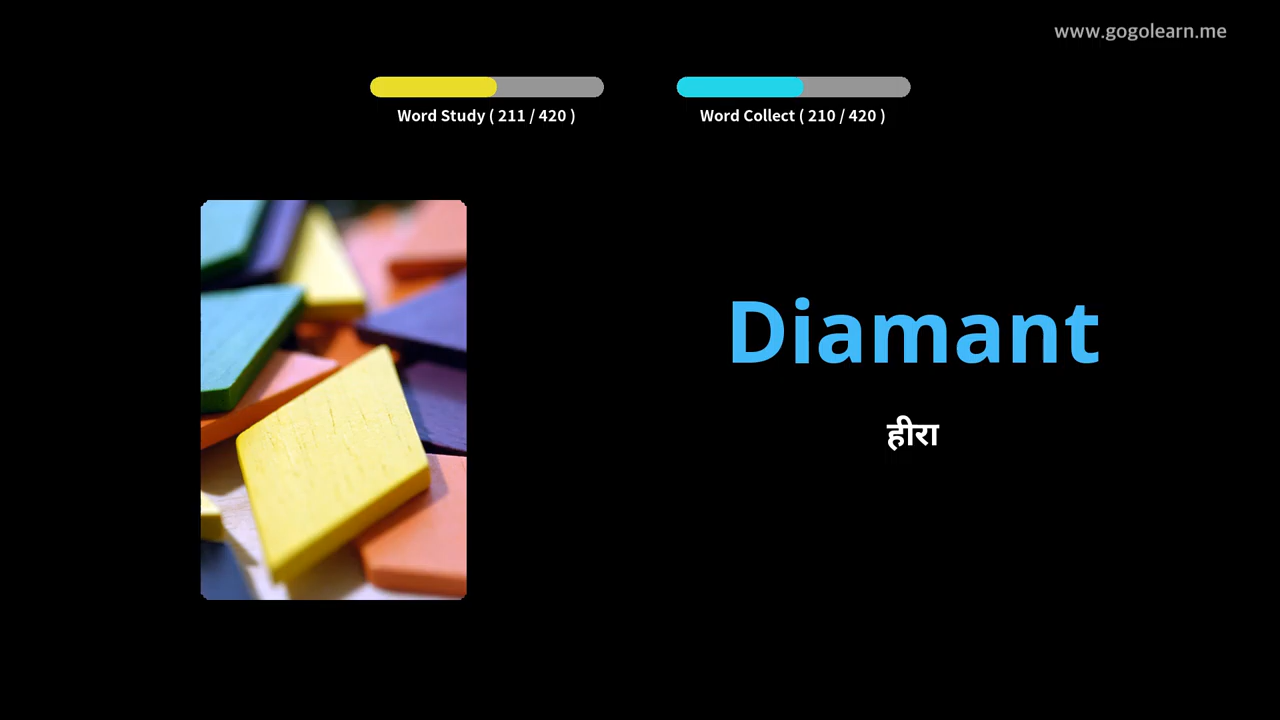 www.gogolearn.me
Word Study ( 211 / 420 )
Word Collect ( 210 / 420 )
Diamant
हीरा